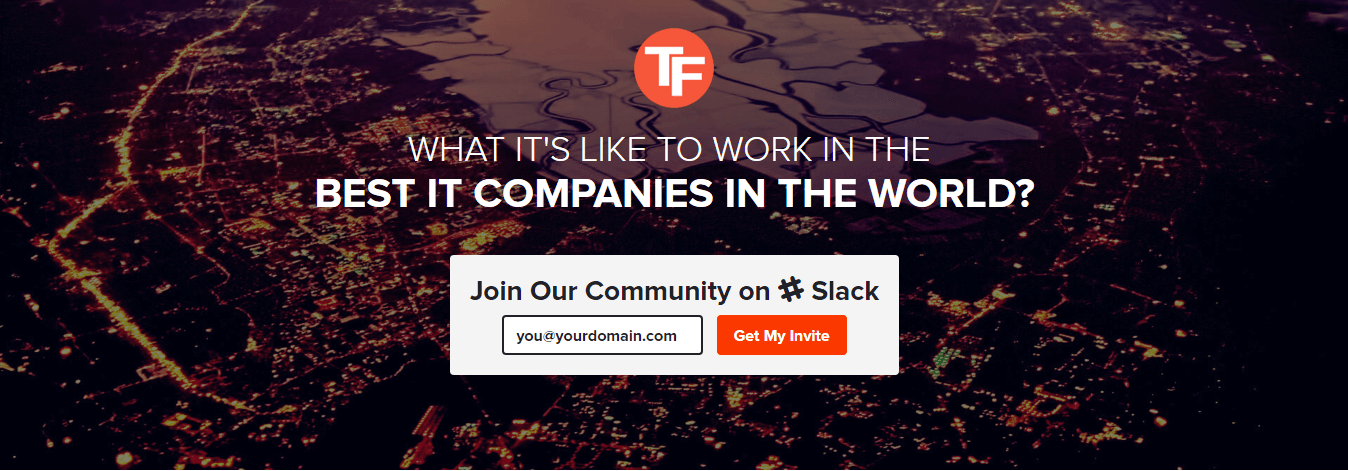 TF
WHAT IT'S LIKE TO WORK IN THE
BEST IT COMPANIES IN THE WORLD?
Join Our Community on # Slack
you@yourdomain.com
Get My Invite